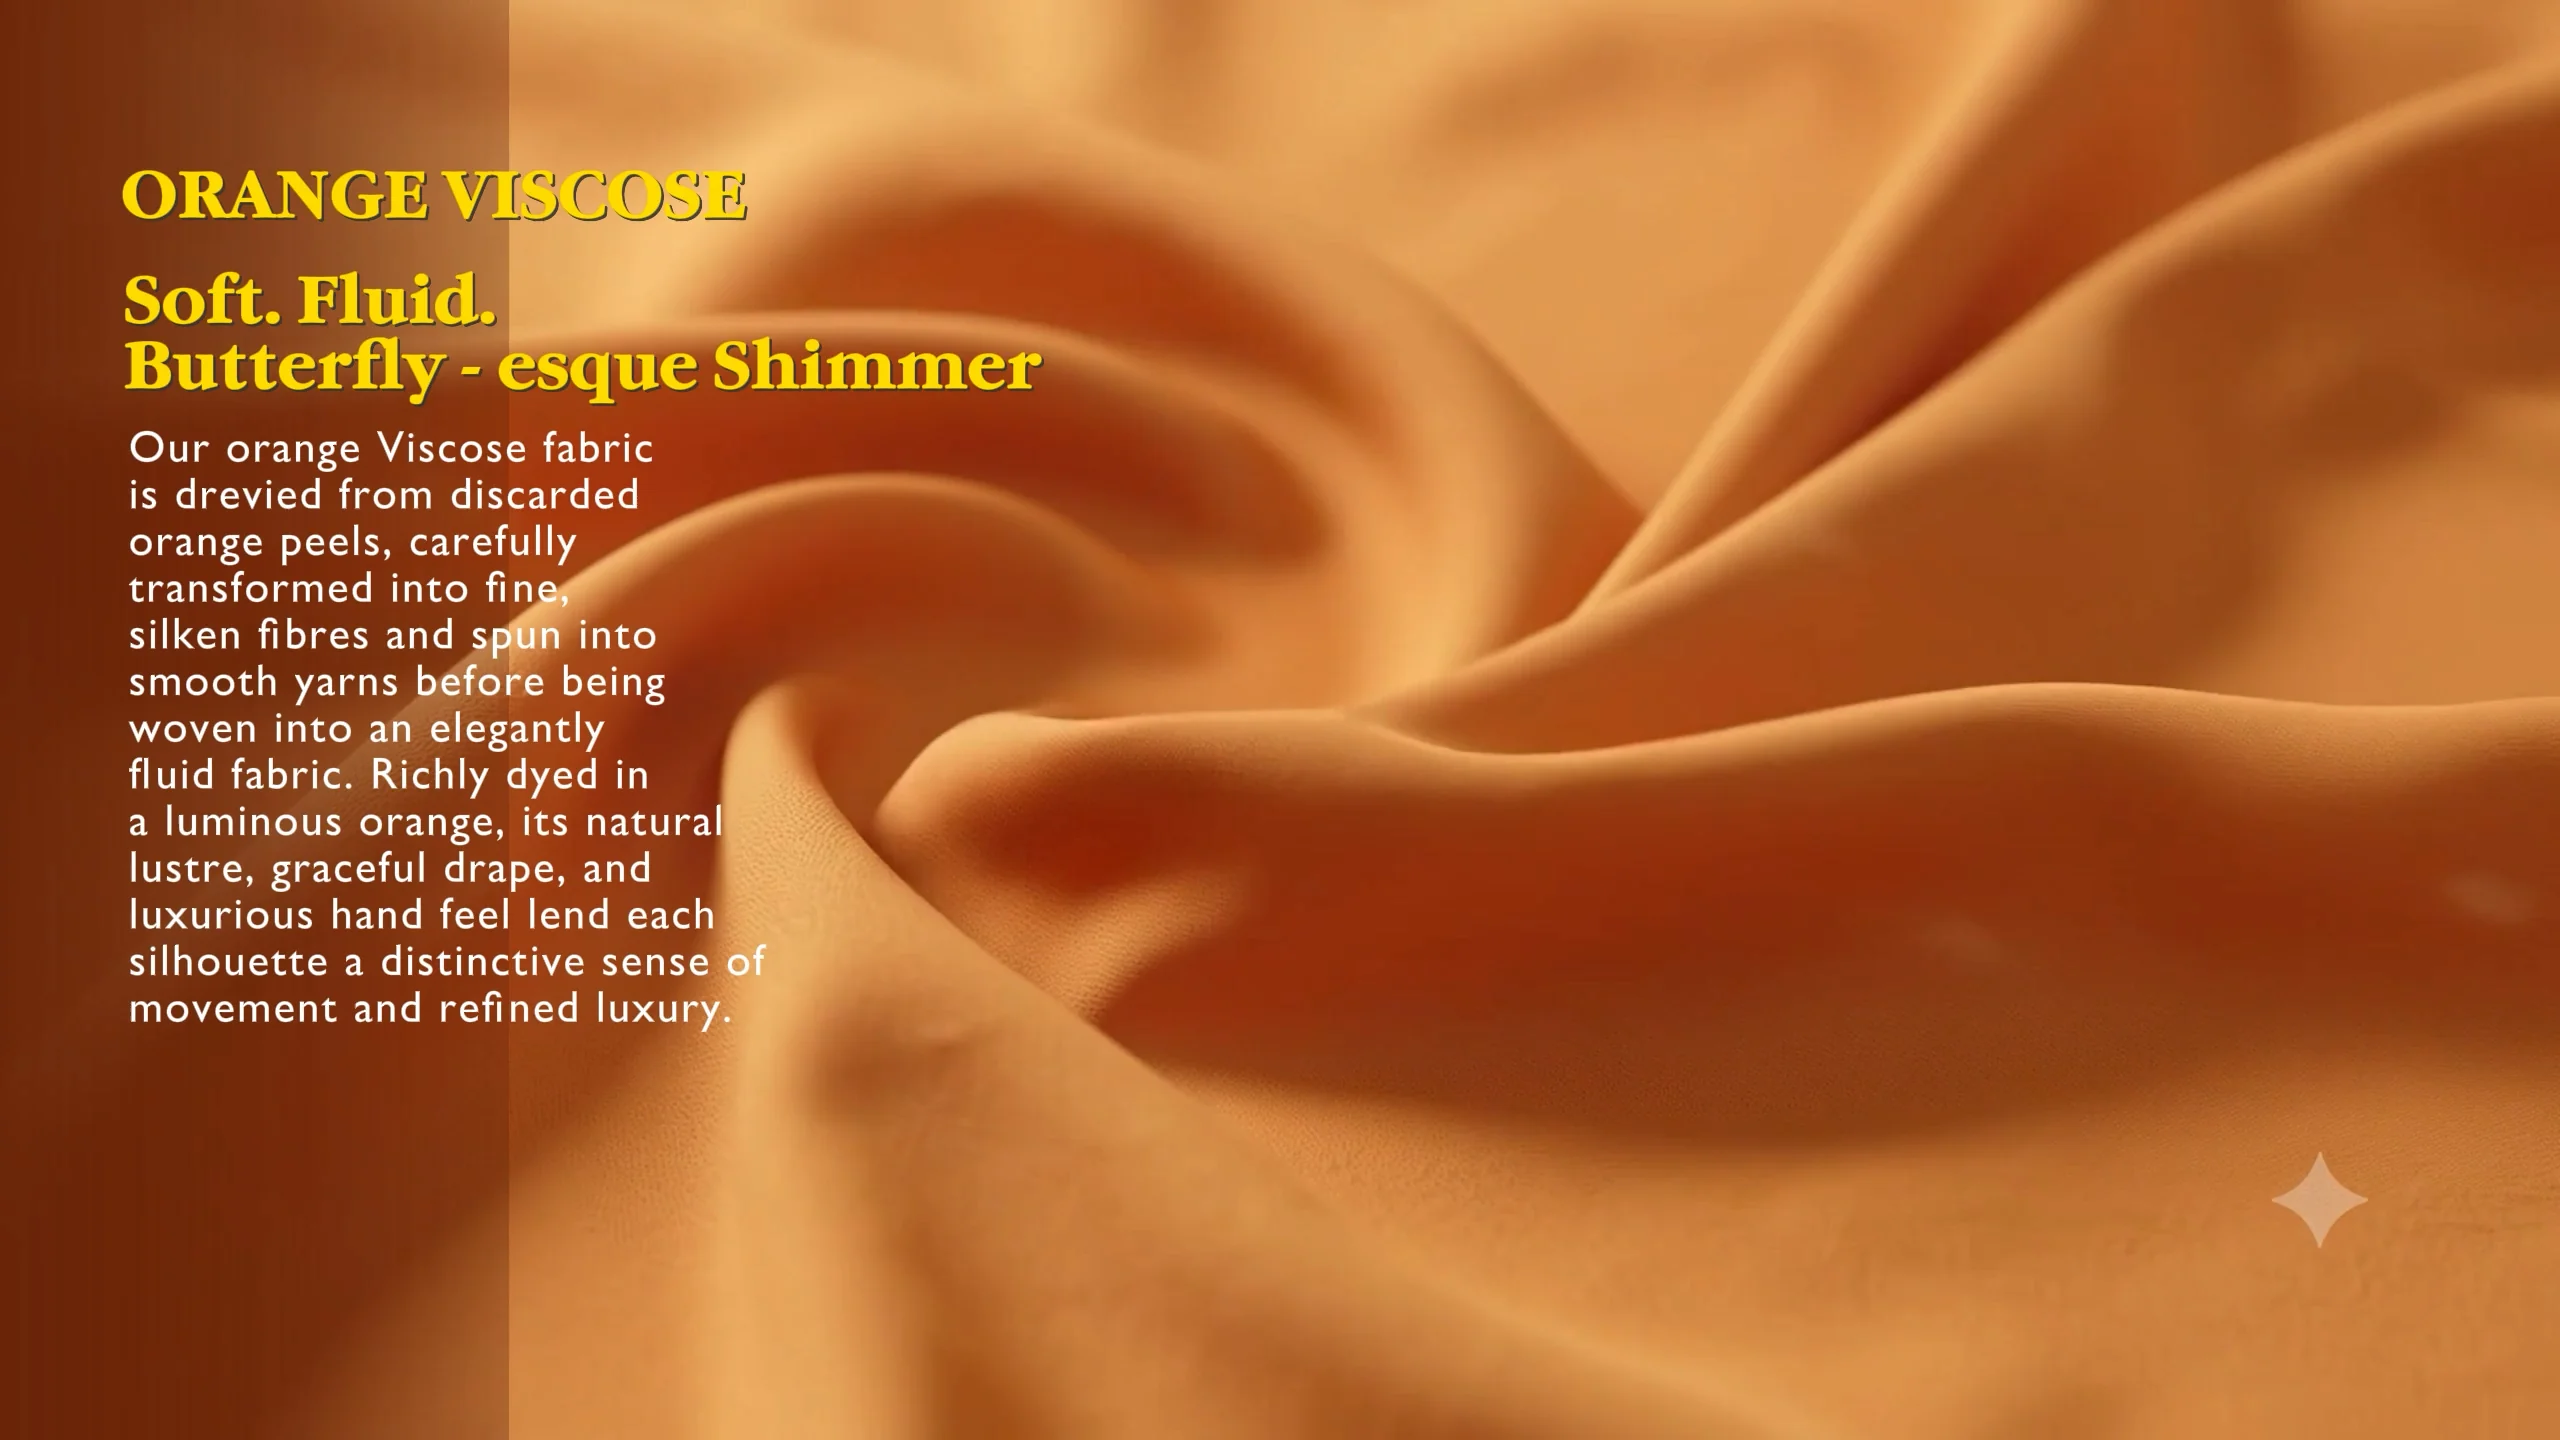 ORANGE VISCOSE
Soft. Fluid.
Butterfly - esque Shimmer
Our orange Viscose fabric
is drevied from discarded
orange peels, carefully
transformed into fine,
silken fibres and spun into
smooth yarns before being
woven into an elegantly
fluid fabric. Richly dyed in
a luminous orange, its natural
lustre, graceful drape, and
luxurious hand feel lend each
silhouette a distinctive sense of
movement and refined luxury.